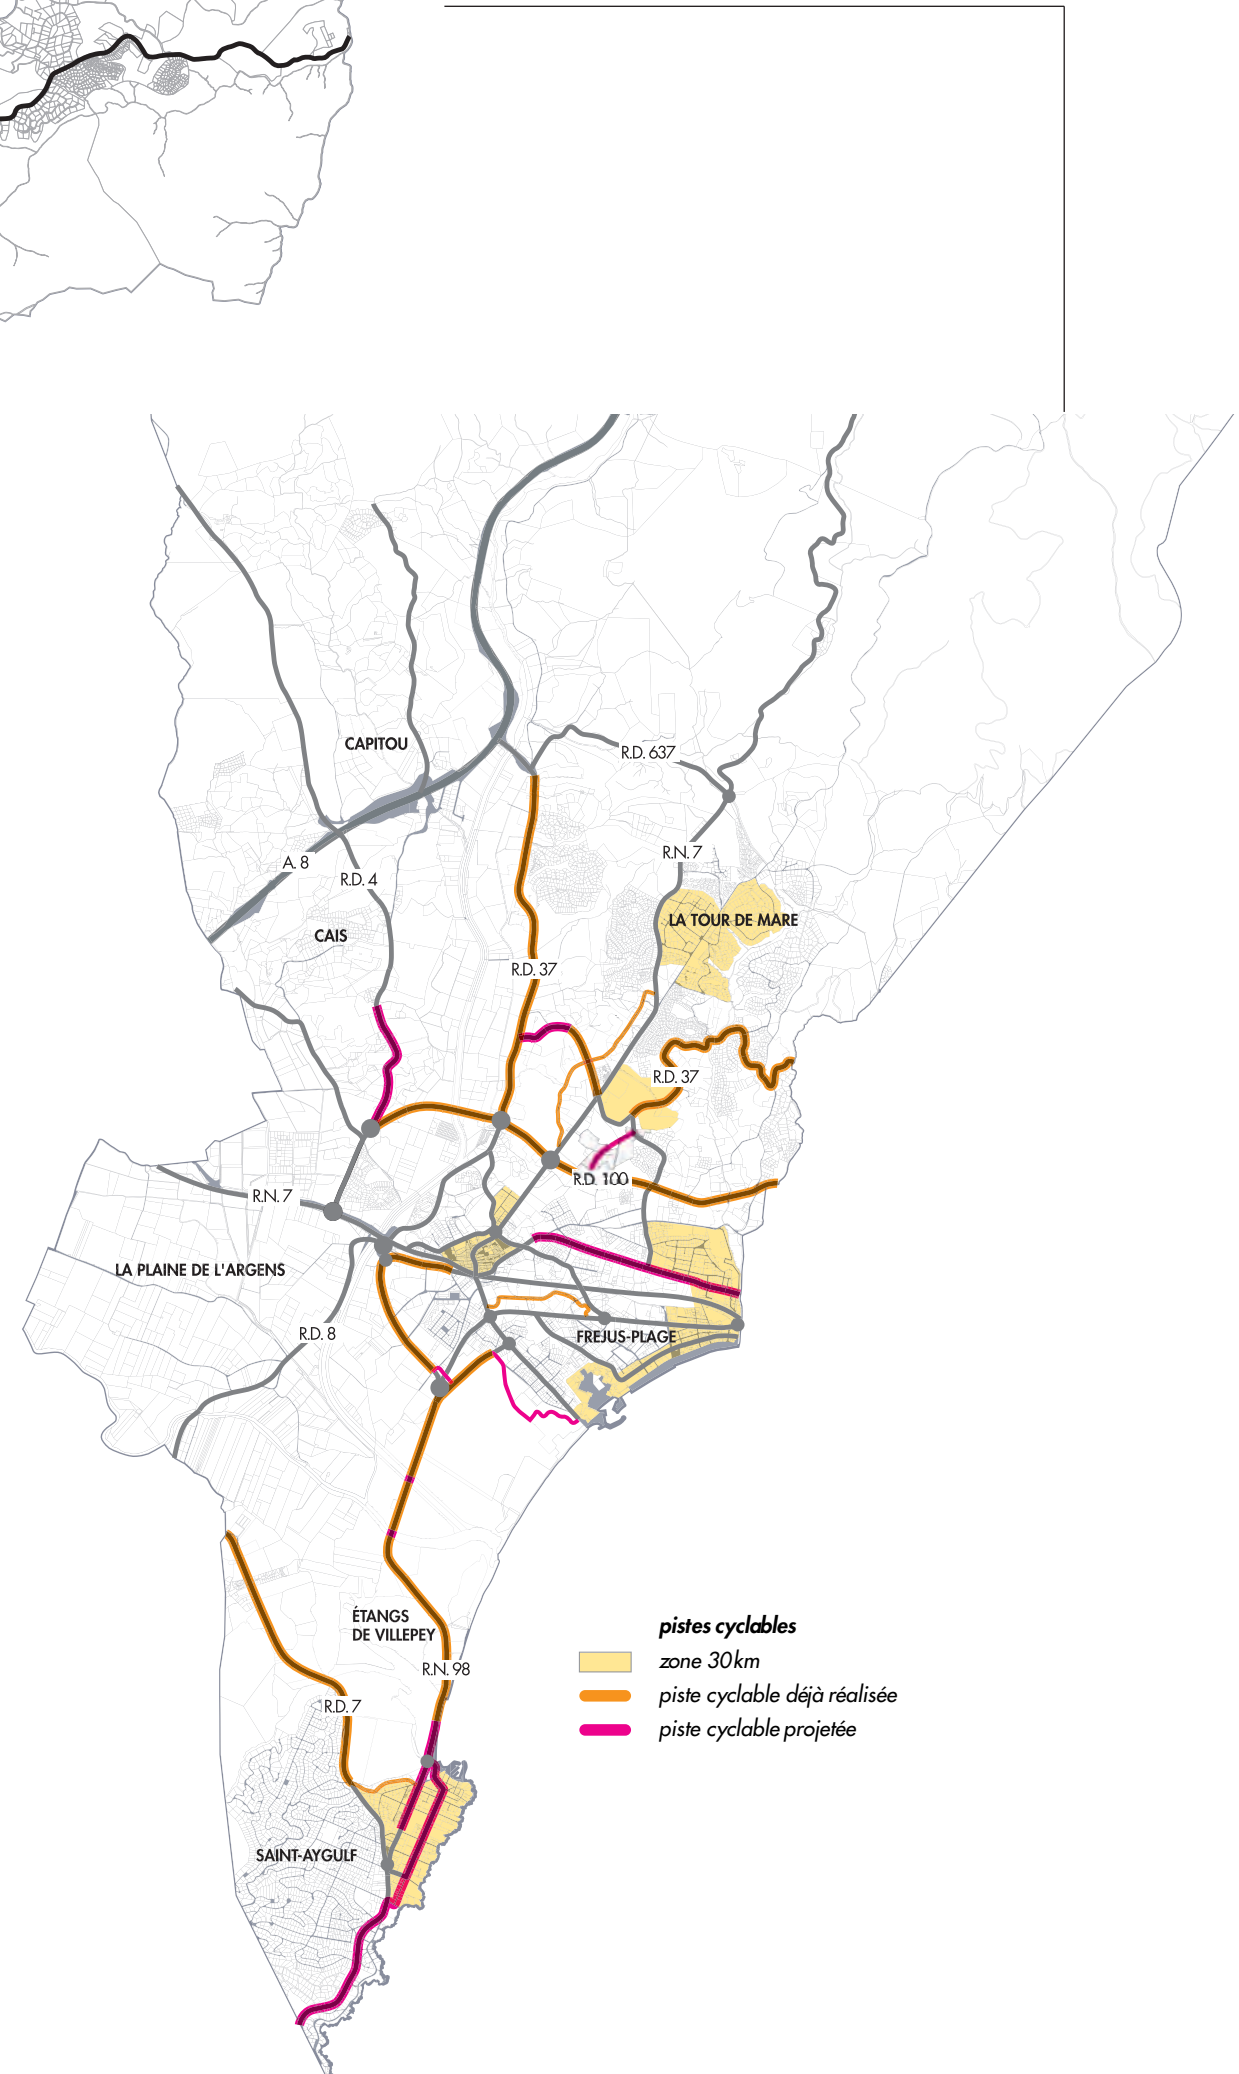 CAPITOU
R.D. 637
R.N. 7
A. 8
R.D. 4
LA TOUR DE MARE
CAIS
R.D. 37
R.D. 37
R.D. 100
R.N. 7
LA PLAINE DE L'ARGENS
R.D. 8
FREJUS-PLAGE
ÉTANGS
DE VILLEPEY
R.N. 98
R.D. 7
SAINT-AYGULF
pistes cyclables
zone 30 km
piste cyclable déjà réalisée
piste cyclable projetée